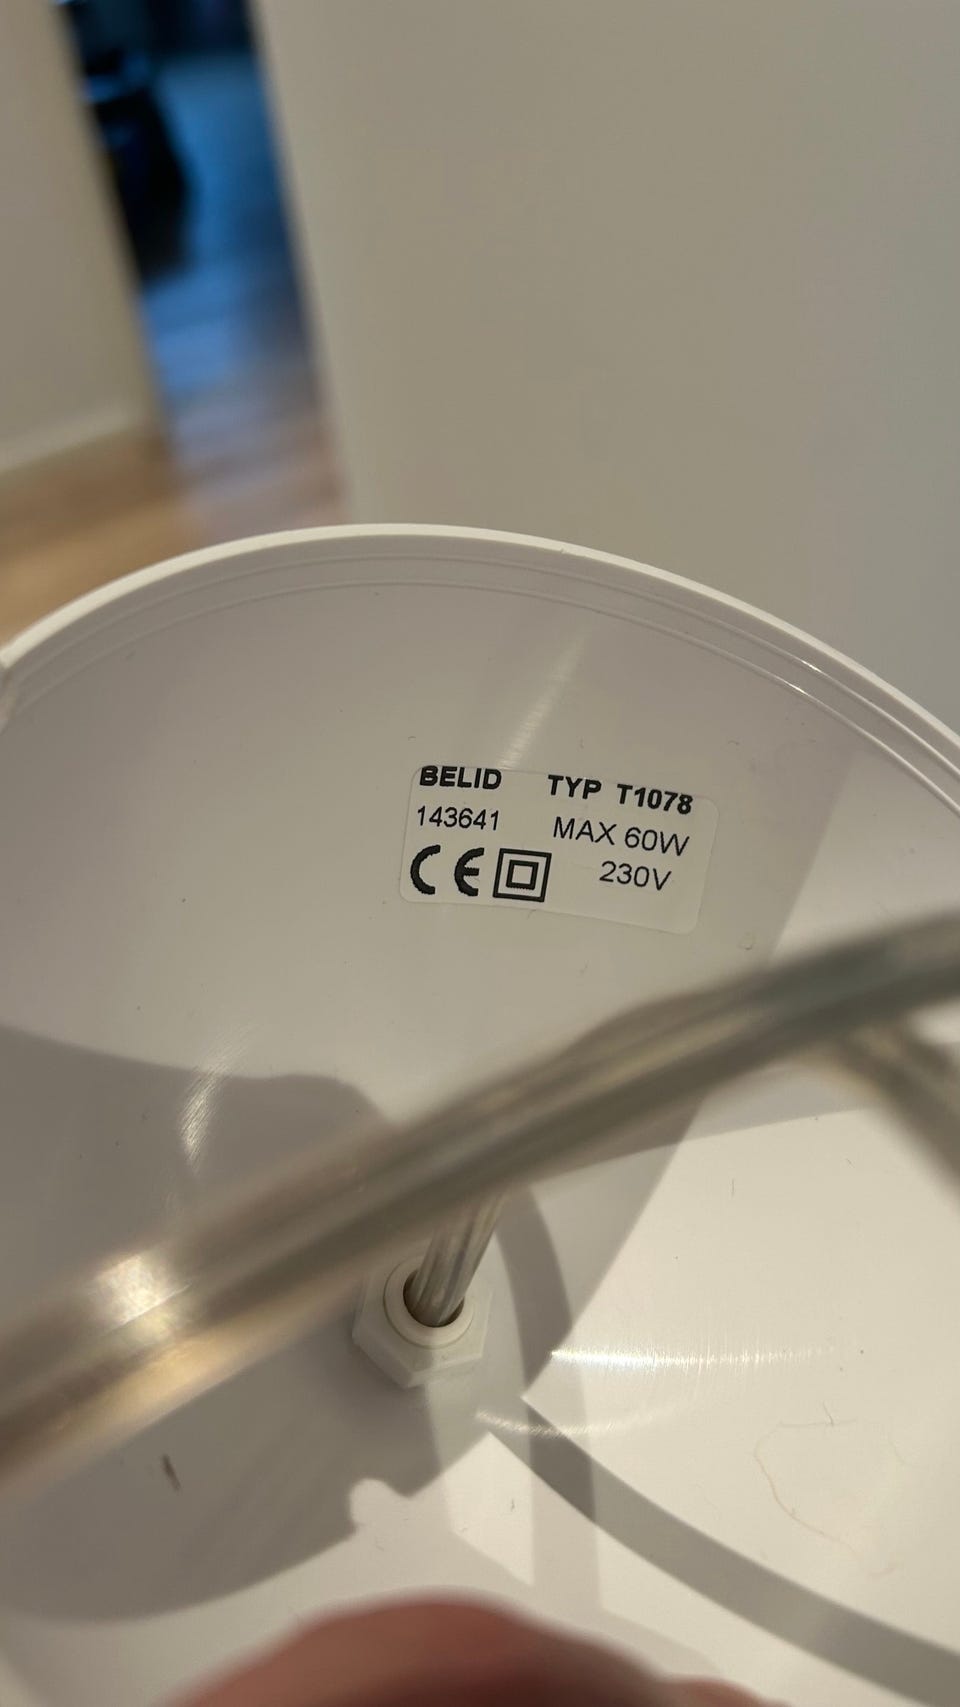 BELID TYP T1078
143641 MAX 60W
CE 230V